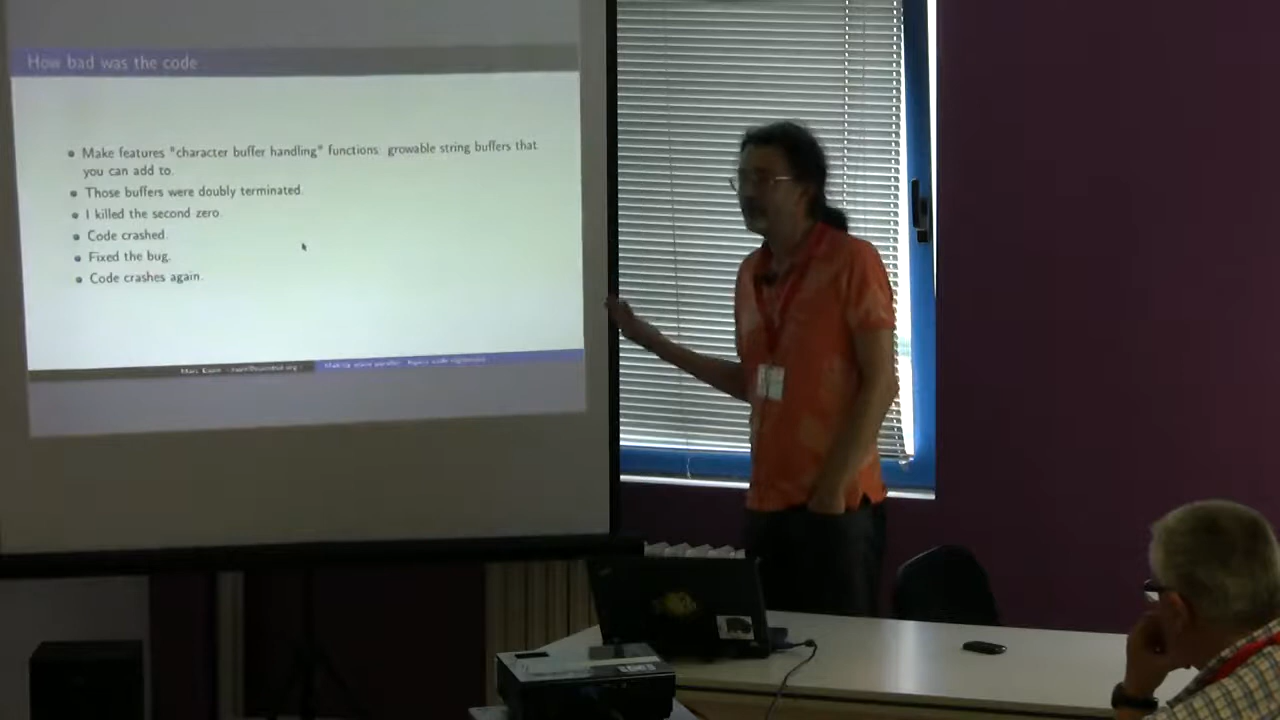 How bad was the code
Make features "character buffer handling" functions growable string buffers that
you can add to.
Those buffers were doubly terminated.
I killed the second zero.
Code crashed.
Fixed the bug.
Code crashes again.